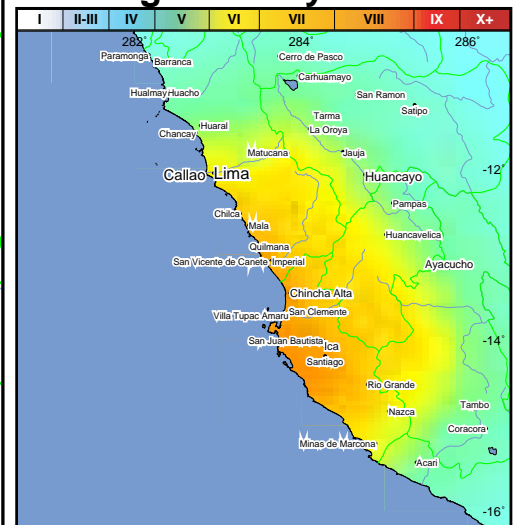 I II-III IV V VI VII VIII IX X+
282˚ 284˚ 286˚
Paramonga
Barranca
Cerro de Pasco
Carhuamayo
Hualmay Huacho
San Ramon
Satipo
Tarma
Huaral
Chancay
La Oroya
Matucana
Jauja
-12˚
Callao Lima
Huancayo
Chilca
Pampas
Mala
Huancavelica
Quilmana
San Vicente de Canete Imperial
Ayacucho
Chincha Alta
Villa Tupac Amaru
San Clemente
San Juan Bautista
Ica
-14˚
Santiago
Rio Grande
Nazca
Tambo
Coracora
Minas de Marcona
Acari
-16˚